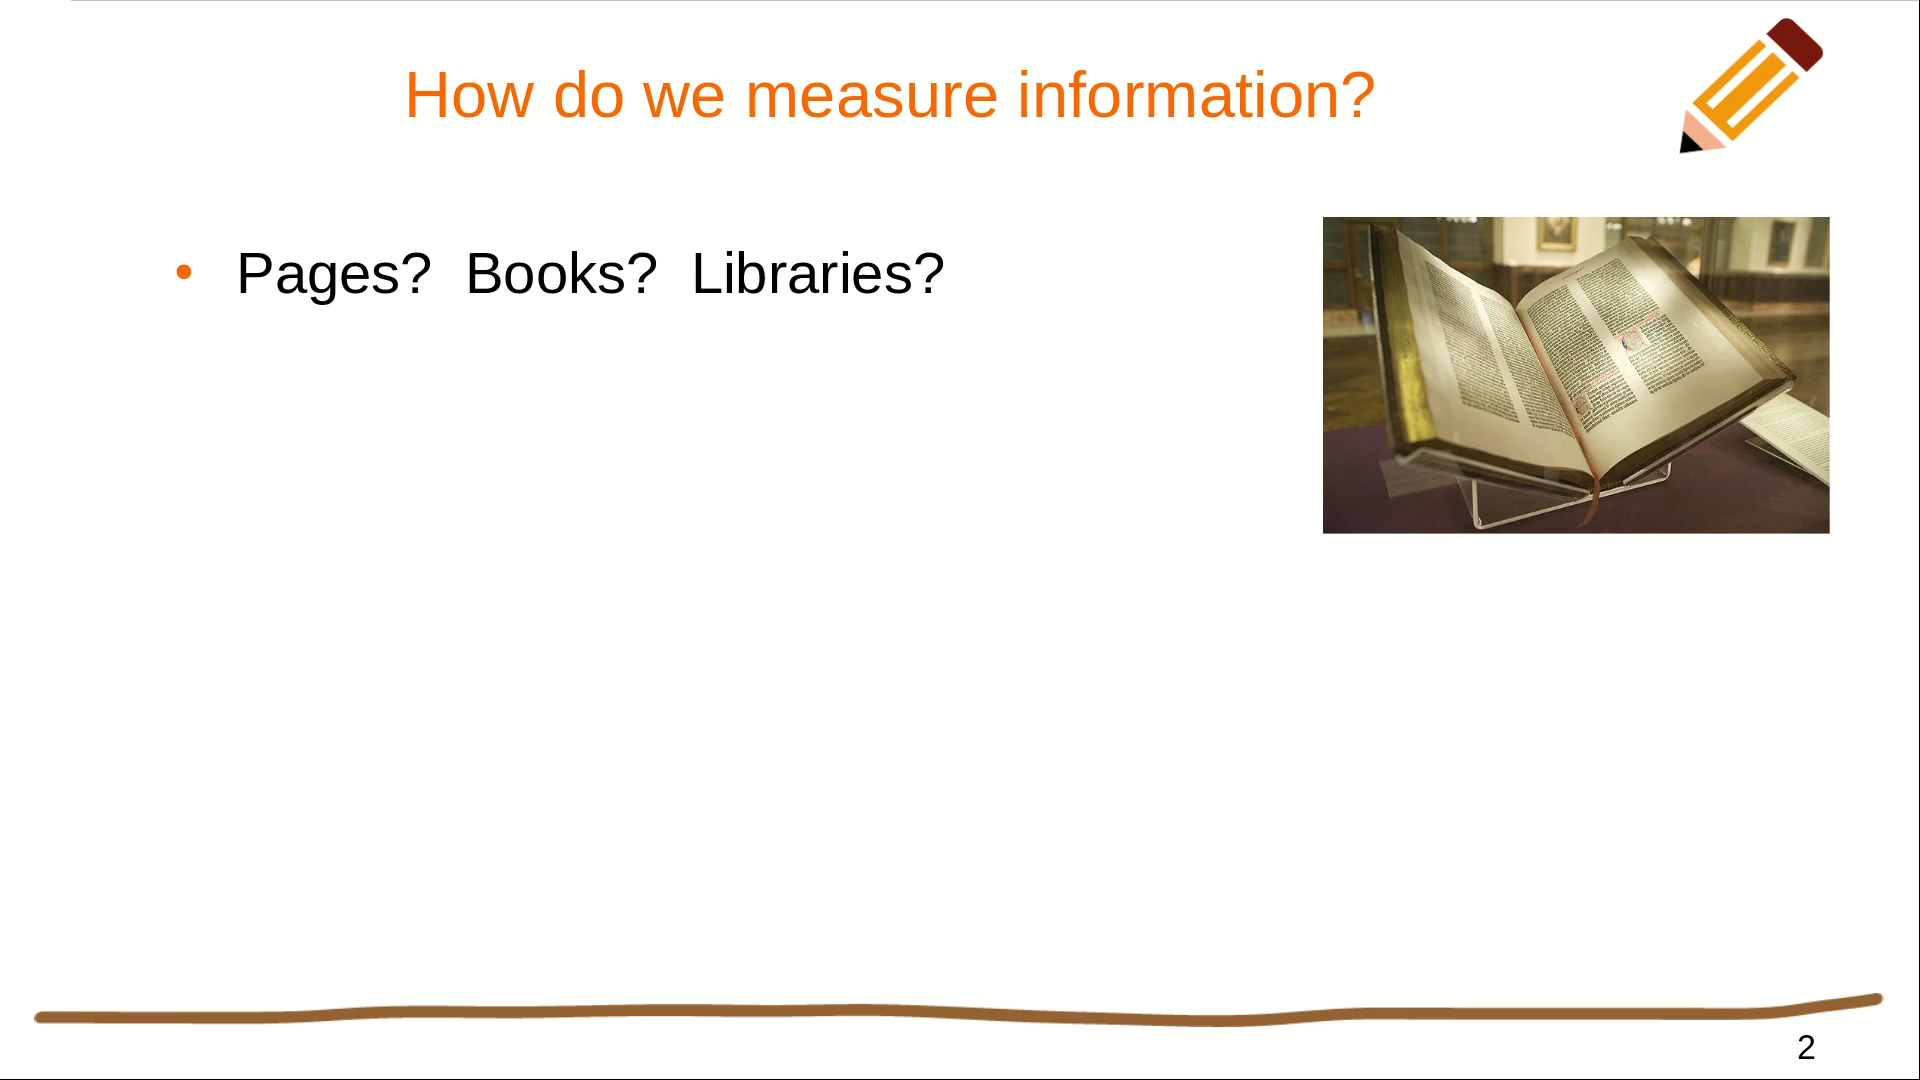 How do we measure information?
• Pages?  Books?  Libraries?
2